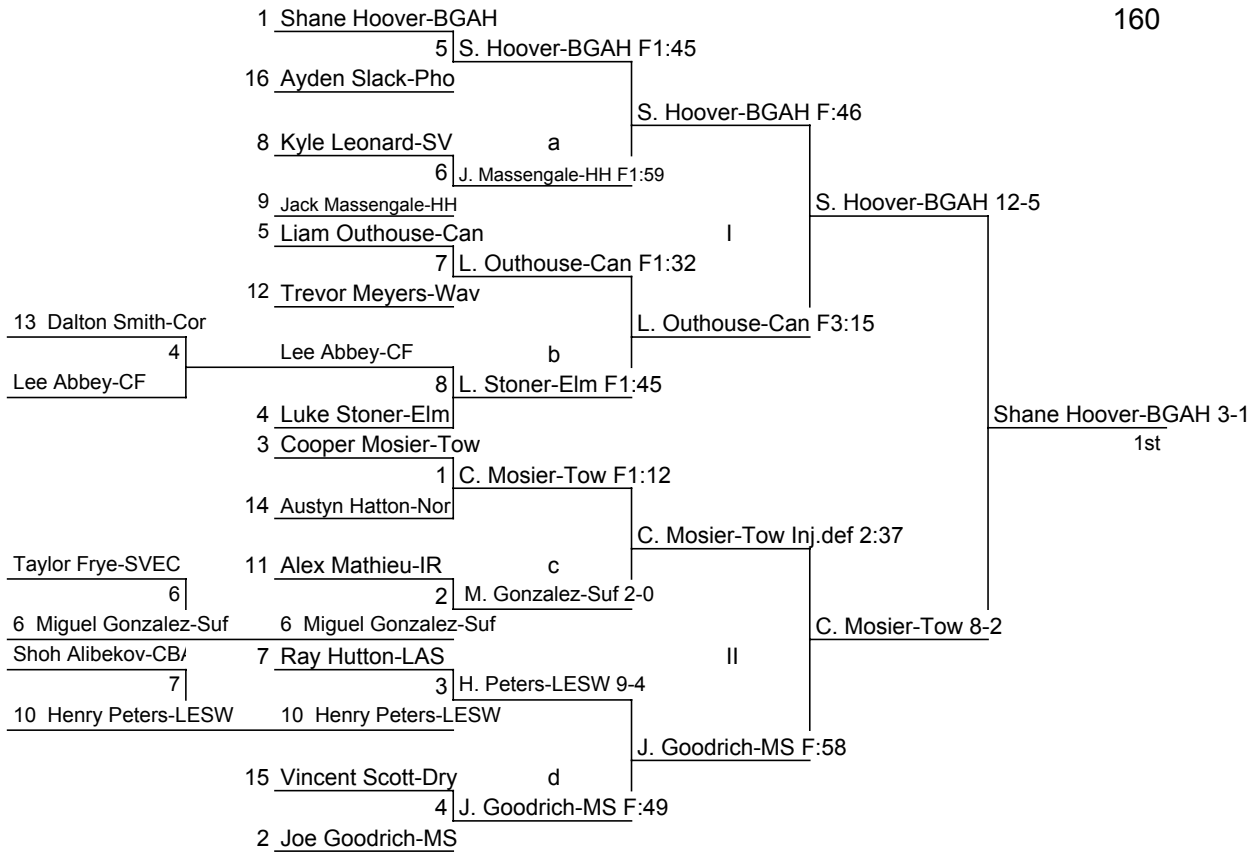 1 Shane Hoover-BGAH
160
5 S. Hoover-BGAH F1:45
16 Ayden Slack-Pho
S. Hoover-BGAH F:46
8 Kyle Leonard-SV
a
6 J. Massengale-HH F1:59
9 Jack Massengale-HH
S. Hoover-BGAH 12-5
5 Liam Outhouse-Can
I
7 L. Outhouse-Can F1:32
12 Trevor Meyers-Wav
13 Dalton Smith-Cor
L. Outhouse-Can F3:15
4
Lee Abbey-CF
b
Lee Abbey-CF
8 L. Stoner-Elm F1:45
4 Luke Stoner-Elm
Shane Hoover-BGAH 3-1
1st
3 Cooper Mosier-Tow
1 C. Mosier-Tow F1:12
14 Austyn Hatton-Nor
C. Mosier-Tow Inj.def 2:37
Taylor Frye-SVEC
11 Alex Mathieu-IR
c
6
2 M. Gonzalez-Suf 2-0
6 Miguel Gonzalez-Suf
6 Miguel Gonzalez-Suf
C. Mosier-Tow 8-2
Shoh Alibekov-CBA
7 Ray Hutton-LAS
II
7
3 H. Peters-LESW 9-4
10 Henry Peters-LESW
10 Henry Peters-LESW
J. Goodrich-MS F:58
15 Vincent Scott-Dry
d
4 J. Goodrich-MS F:49
2 Joe Goodrich-MS